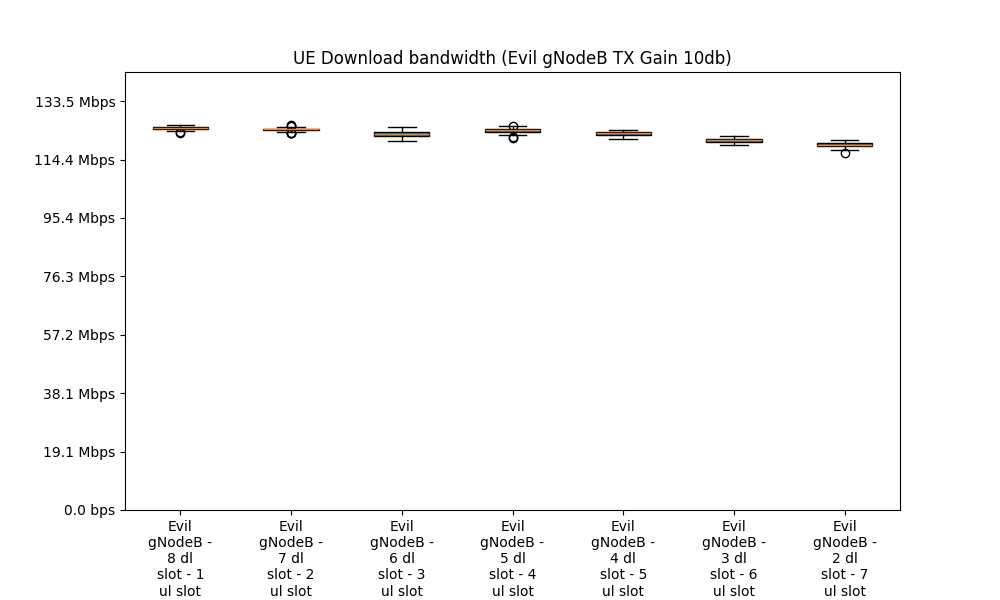 UE Download bandwidth (Evil gNodeB TX Gain 10db)
133.5 Mbps
114.4 Mbps
95.4 Mbps
76.3 Mbps
57.2 Mbps
38.1 Mbps
19.1 Mbps
0.0 bps
Evil
gNodeB -
8 dl
slot - 1
ul slot
Evil
gNodeB -
7 dl
slot - 2
ul slot
Evil
gNodeB -
6 dl
slot - 3
ul slot
Evil
gNodeB -
5 dl
slot - 4
ul slot
Evil
gNodeB -
4 dl
slot - 5
ul slot
Evil
gNodeB -
3 dl
slot - 6
ul slot
Evil
gNodeB -
2 dl
slot - 7
ul slot